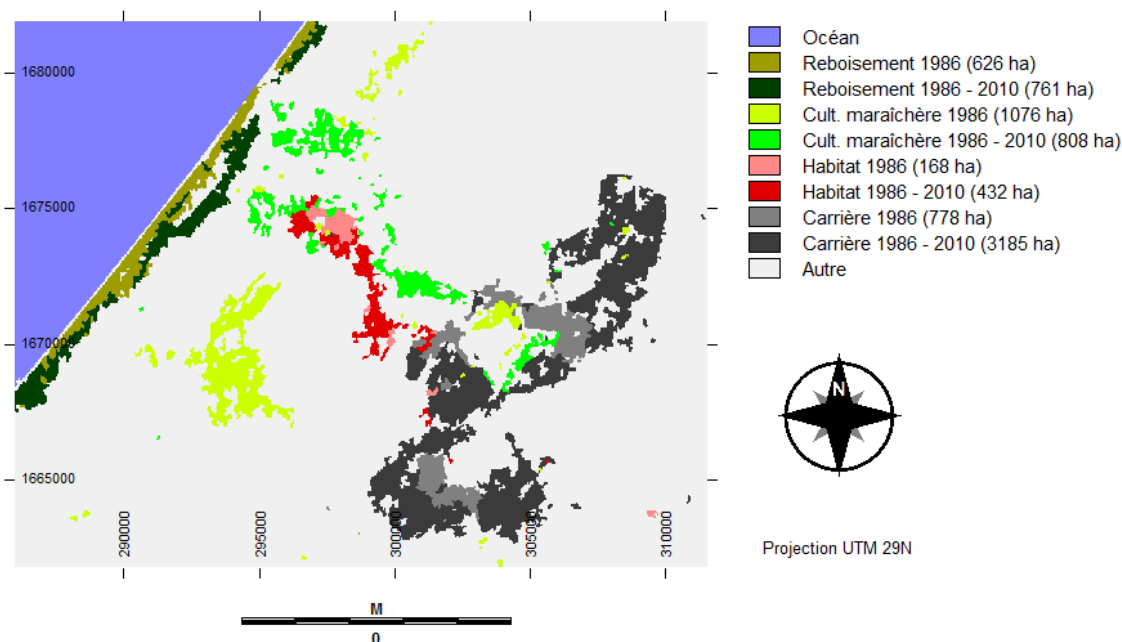 Océan
Reboisement 1986 (626 ha)
Reboisement 1986 - 2010 (761 ha)
Cult. maraîchère 1986 (1076 ha)
Cult. maraîchère 1986 - 2010 (808 ha)
Habitat 1986 (168 ha)
Habitat 1986 - 2010 (432 ha)
Carrière 1986 (778 ha)
Carrière 1986 - 2010 (3185 ha)
Autre
1680000
1675000
1670000
1665000
290000
295000
300000
305000
310000
N
Projection UTM 29N
M
0